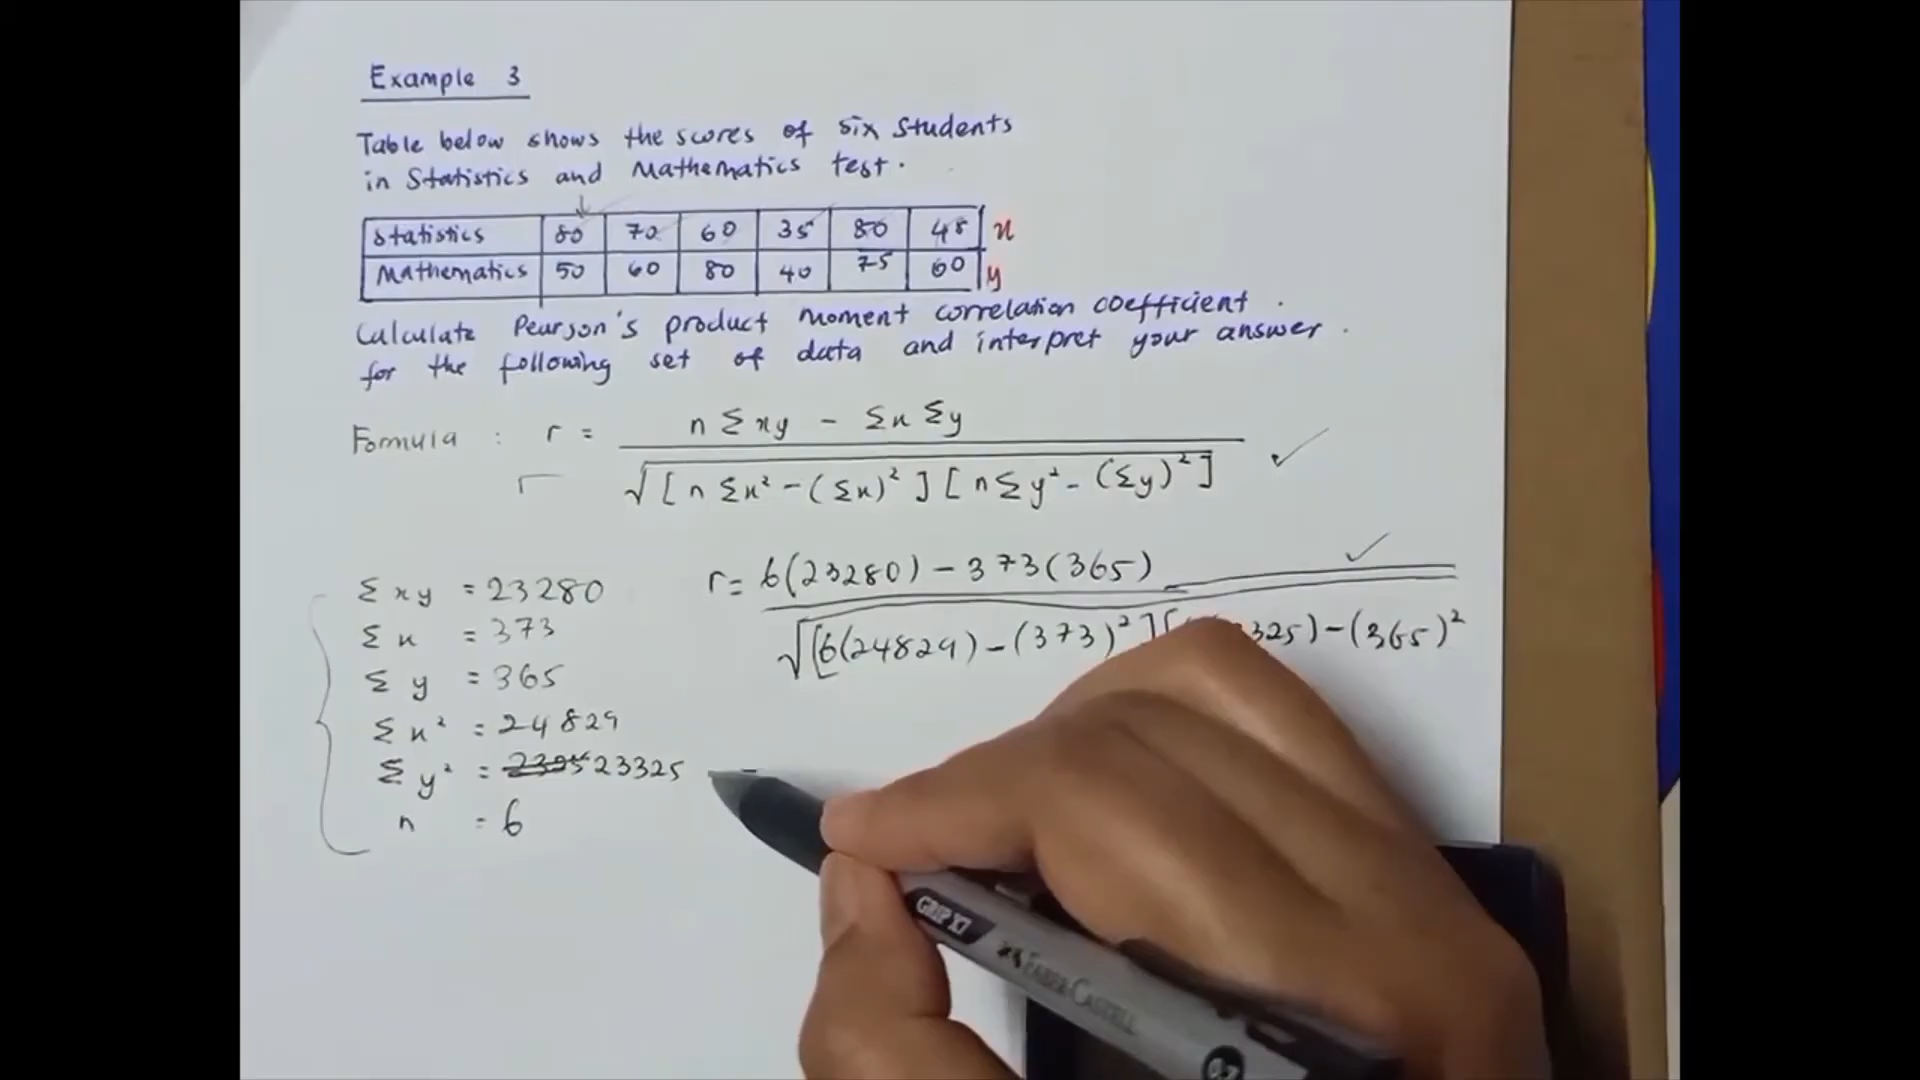 Example 3
Table below shows the scores of six students
in Statistics and Mathematics test.
Statistics 80 70 60 35 80 48 x
Mathematics 50 60 80 40 75 60 y
Calculate Pearson's product moment correlation coefficient.
for the following set of data and interpret your answer.
Formula : r = n Σxy - Σx Σy
√[n Σx² - (Σx)²][nΣy² - (Σy)²]
r
Σxy = 23280
Σx = 373
Σy = 365
Σx² = 24829
Σy² = 23325
n = 6
r = 6(23280) - 373(365)
√[6(24829) - (373)²][ 325) - (365)²
GRIP X7
FABER-CASTELL
0.7